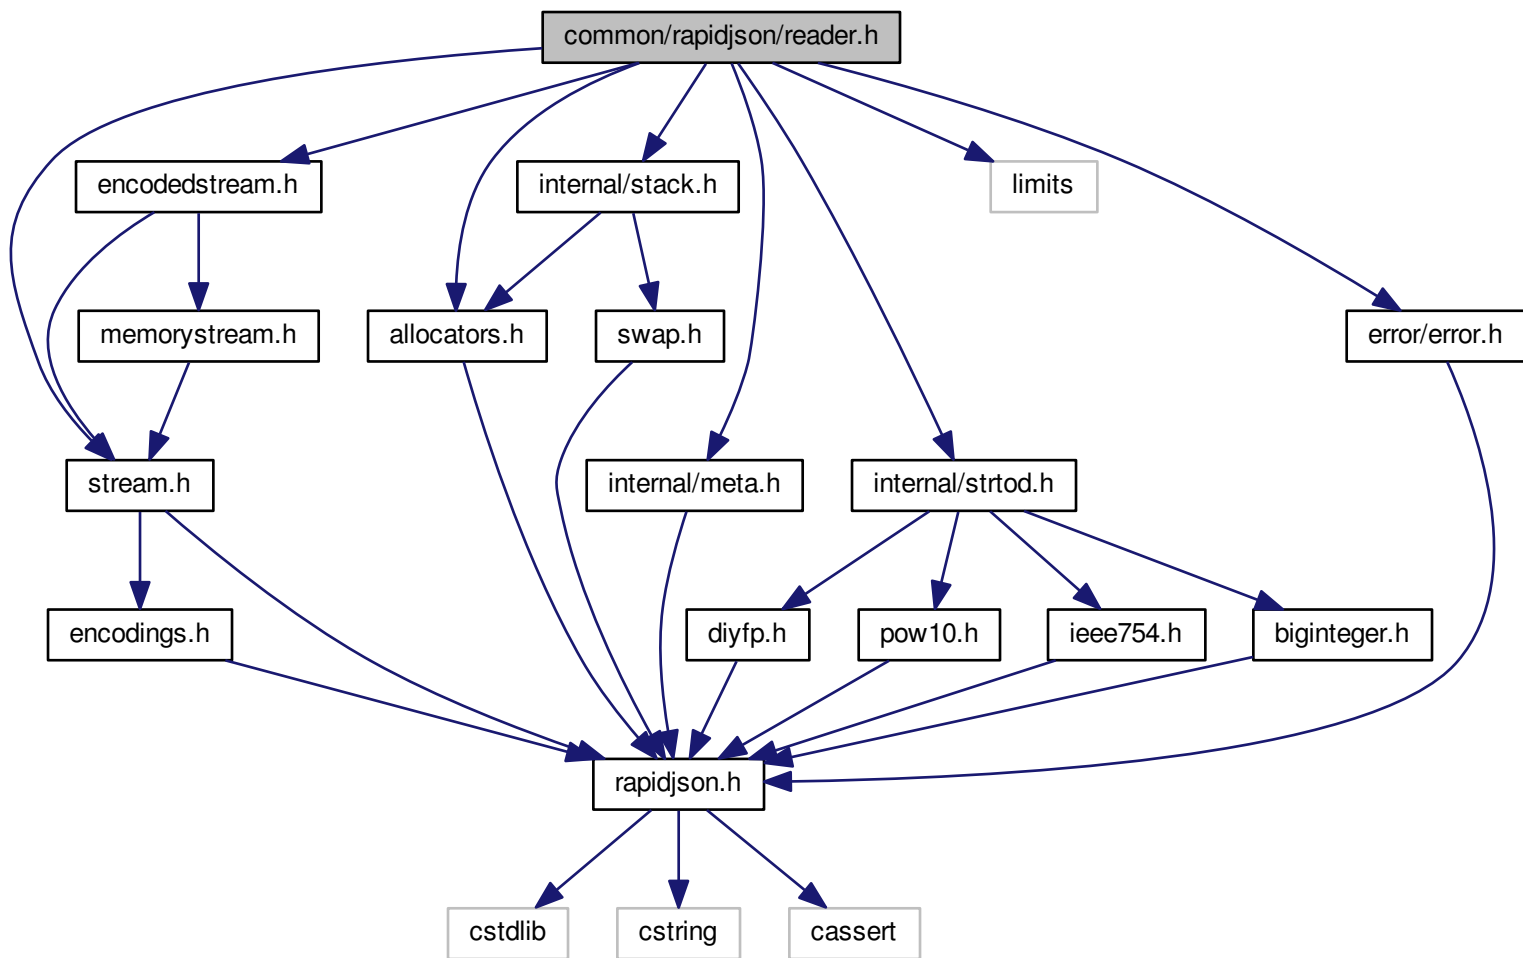 common/rapidjson/reader.h
encodedstream.h
internal/stack.h
limits
memorystream.h
allocators.h
swap.h
error/error.h
stream.h
internal/meta.h
internal/strtod.h
encodings.h
diyfp.h
pow10.h
ieee754.h
biginteger.h
rapidjson.h
cstdlib
cstring
cassert